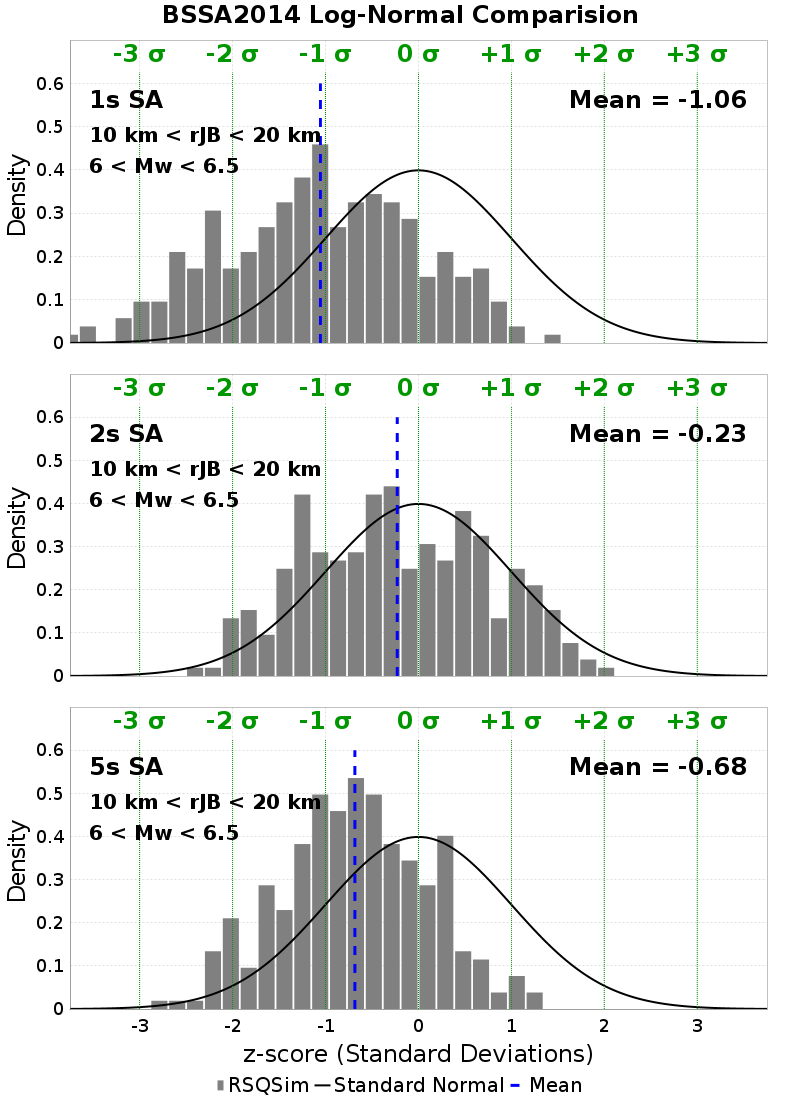 BSSA2014 Log-Normal Comparision
-3 σ -2 σ -1 σ 0 σ +1 σ +2 σ +3 σ
1s SA Mean = -1.06
10 km < rJB < 20 km
6 < Mw < 6.5
0.6
0.5
0.4
0.3
0.2
0.1
0
Density
-3 σ -2 σ -1 σ 0 σ +1 σ +2 σ +3 σ
2s SA Mean = -0.23
10 km < rJB < 20 km
6 < Mw < 6.5
0.6
0.5
0.4
0.3
0.2
0.1
0
Density
-3 σ -2 σ -1 σ 0 σ +1 σ +2 σ +3 σ
5s SA Mean = -0.68
10 km < rJB < 20 km
6 < Mw < 6.5
0.6
0.5
0.4
0.3
0.2
0.1
0
Density
-3 -2 -1 0 1 2 3
z-score (Standard Deviations)
RSQSim Standard Normal Mean